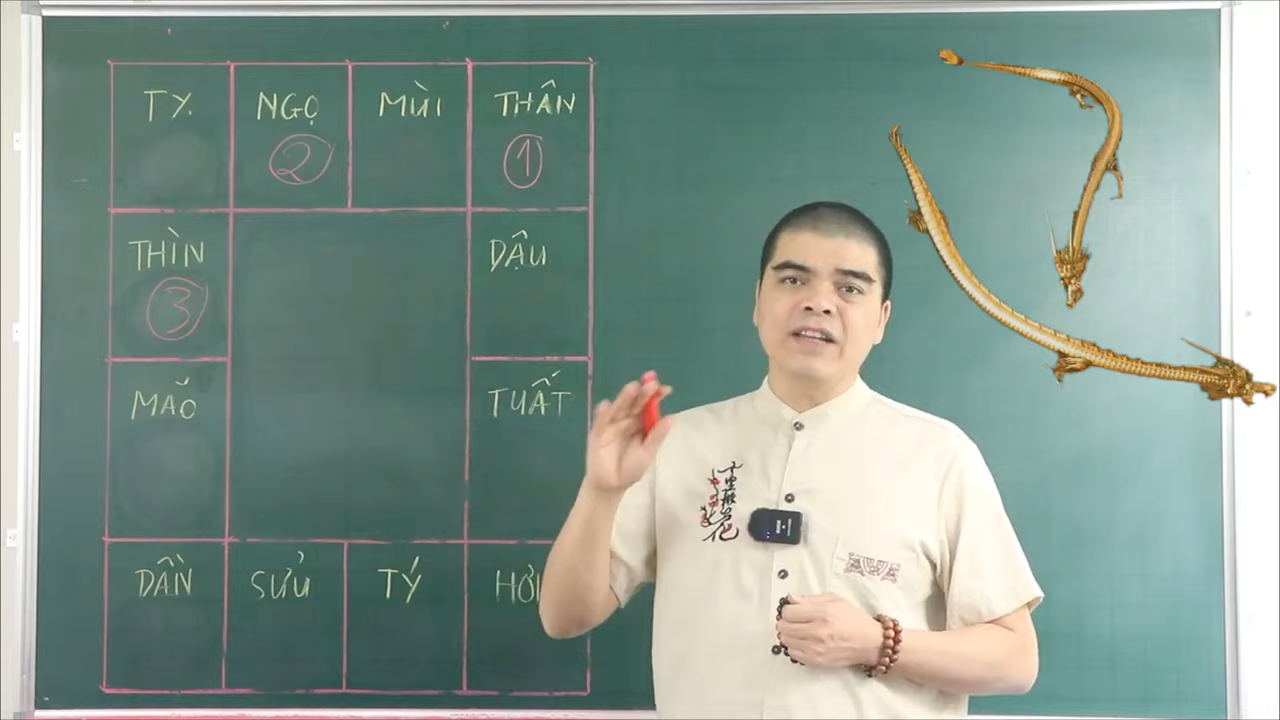 TỴ NGỌ MÙI THÂN
② ①
THÌN DẬU
③
MÃO TUẤT
DẦN SỬU TÝ HỢI